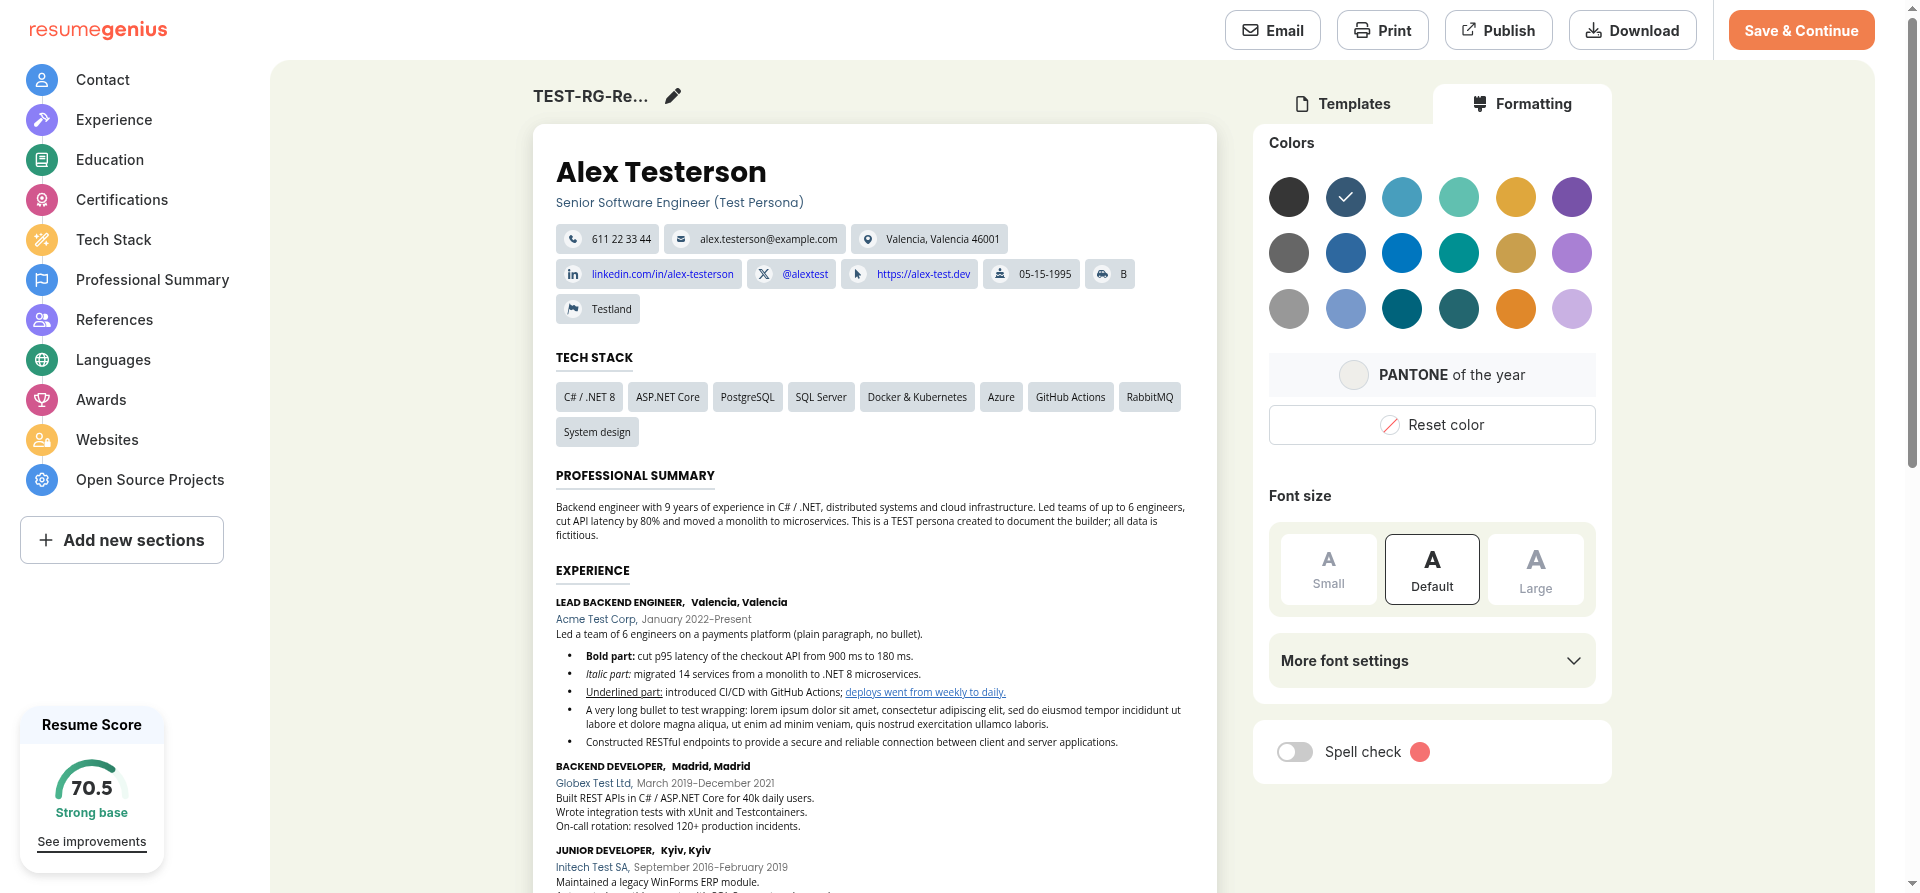 resumegenius
Email
Print
Publish
Download
Save & Continue
Contact
Experience
Education
Certifications
Tech Stack
Professional Summary
References
Languages
Awards
Websites
Open Source Projects
Add new sections
Resume Score
70.5
Strong base
See improvements
TEST-RG-Re...
Alex Testerson
Senior Software Engineer (Test Persona)
611 22 33 44 alex.testerson@example.com Valencia, Valencia 46001
linkedin.com/in/alex-testerson @alextest https://alex-test.dev 05-15-1995 B
Testland
TECH STACK
C# / .NET 8 ASP.NET Core PostgreSQL SQL Server Docker & Kubernetes Azure GitHub Actions RabbitMQ
System design
PROFESSIONAL SUMMARY
Backend engineer with 9 years of experience in C# / .NET, distributed systems and cloud infrastructure. Led teams of up to 6 engineers,
cut API latency by 80% and moved a monolith to microservices. This is a TEST persona created to document the builder; all data is
fictitious.
EXPERIENCE
LEAD BACKEND ENGINEER, Valencia, Valencia
Acme Test Corp, January 2022–Present
Led a team of 6 engineers on a payments platform (plain paragraph, no bullet).
• Bold part: cut p95 latency of the checkout API from 900 ms to 180 ms.
• Italic part: migrated 14 services from a monolith to .NET 8 microservices.
• Underlined part: introduced CI/CD with GitHub Actions; deploys went from weekly to daily.
• A very long bullet to test wrapping: lorem ipsum dolor sit amet, consectetur adipiscing elit, sed do eiusmod tempor incididunt ut
labore et dolore magna aliqua, ut enim ad minim veniam, quis nostrud exercitation ullamco laboris.
• Constructed RESTful endpoints to provide a secure and reliable connection between client and server applications.
BACKEND DEVELOPER, Madrid, Madrid
Globex Test Ltd, March 2019–December 2021
Built REST APIs in C# / ASP.NET Core for 40k daily users.
Wrote integration tests with xUnit and Testcontainers.
On-call rotation: resolved 120+ production incidents.
JUNIOR DEVELOPER, Kyiv, Kyiv
Initech Test SA, September 2016–February 2019
Maintained a legacy WinForms ERP module.
Templates
Formatting
Colors
PANTONE of the year
Reset color
Font size
A
Small
A
Default
A
Large
More font settings
Spell check